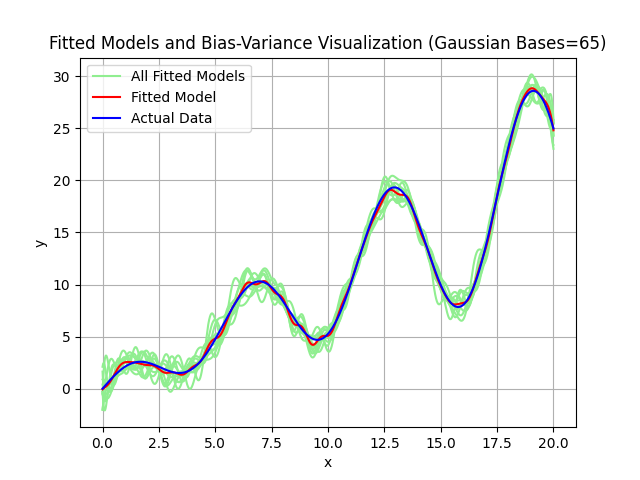 Fitted Models and Bias-Variance Visualization (Gaussian Bases=65)
All Fitted Models
Fitted Model
Actual Data
30
25
20
15
10
5
0
y
0.0 2.5 5.0 7.5 10.0 12.5 15.0 17.5 20.0
x